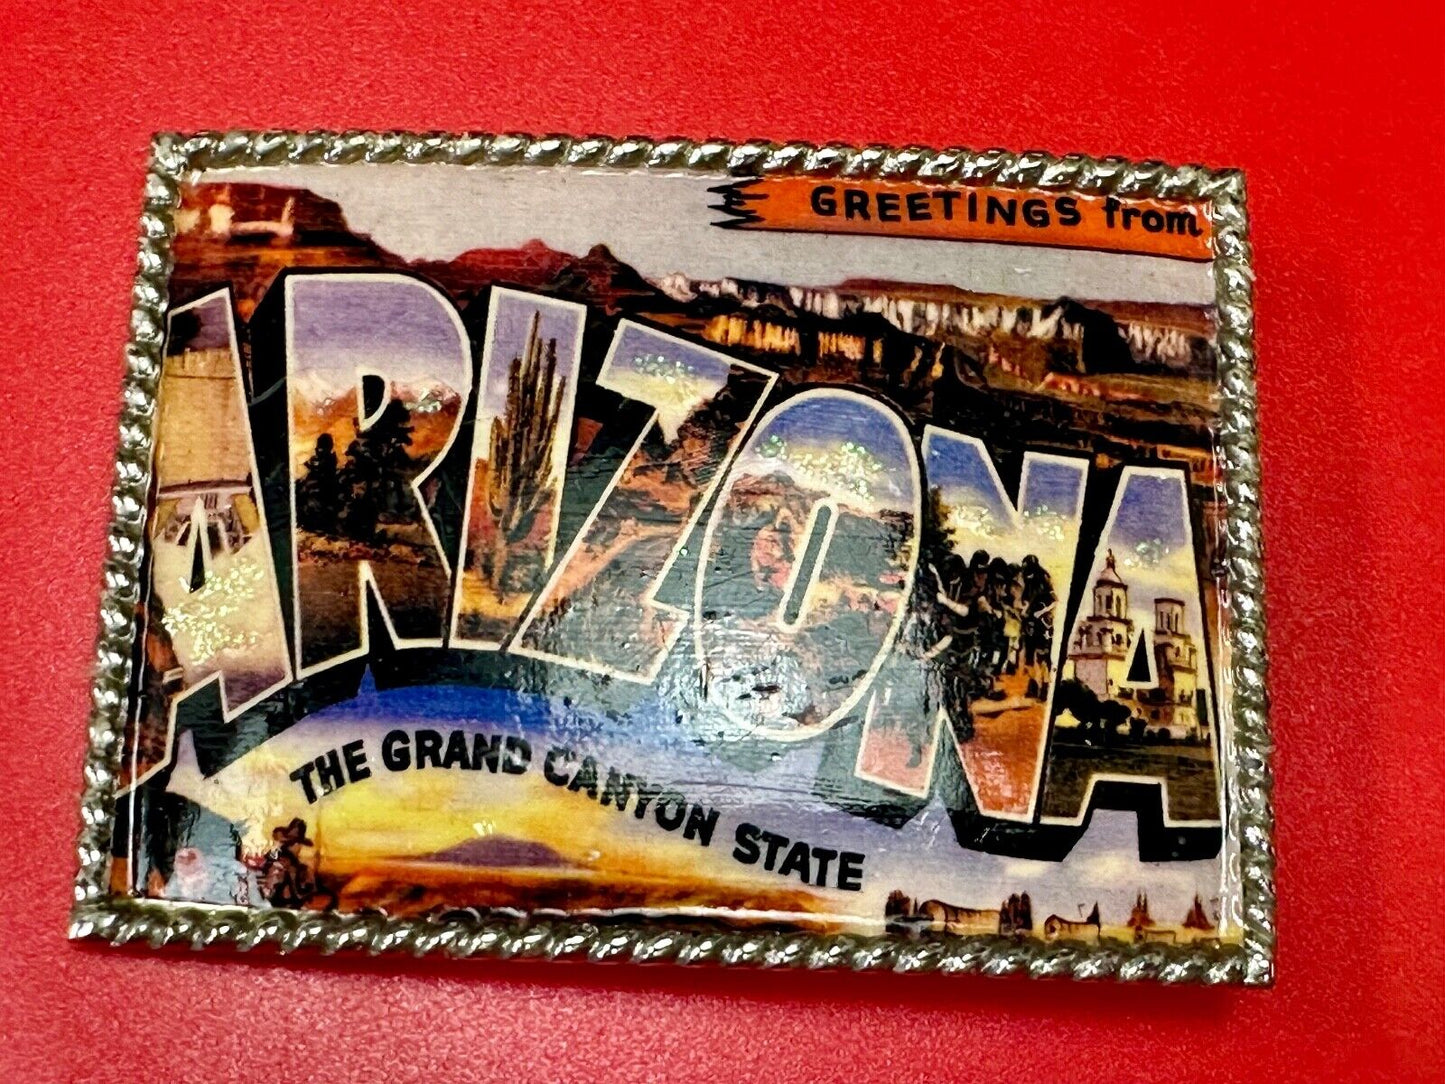 GREETINGS from
ARIZONA
THE GRAND CANYON STATE